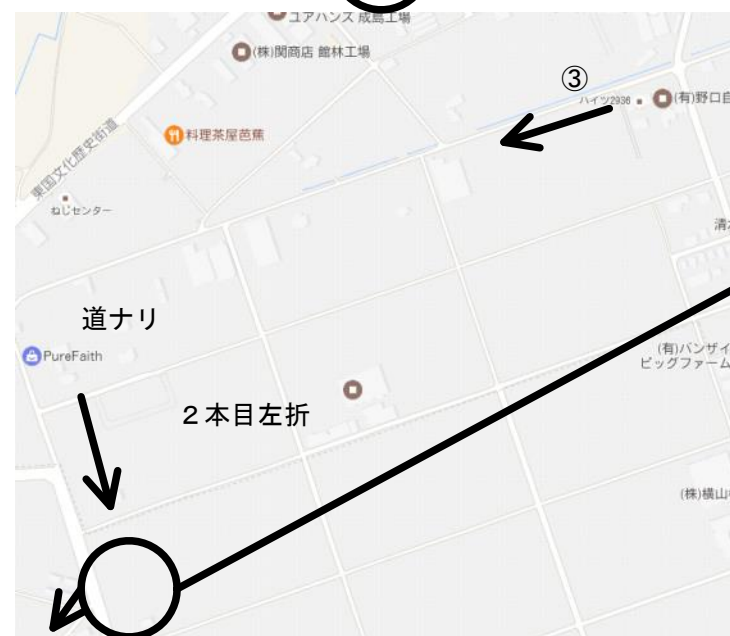 ユアハンズ 成島工場
(株)関商店 館林工場
③
ハイツ2936
(有)野口自
料理茶屋芭蕉
東国文化歴史街道
ねじセンター
清水
道ナリ
PureFaith
(有)バンザイ
ビッグファーム
2本目左折
(株)横山